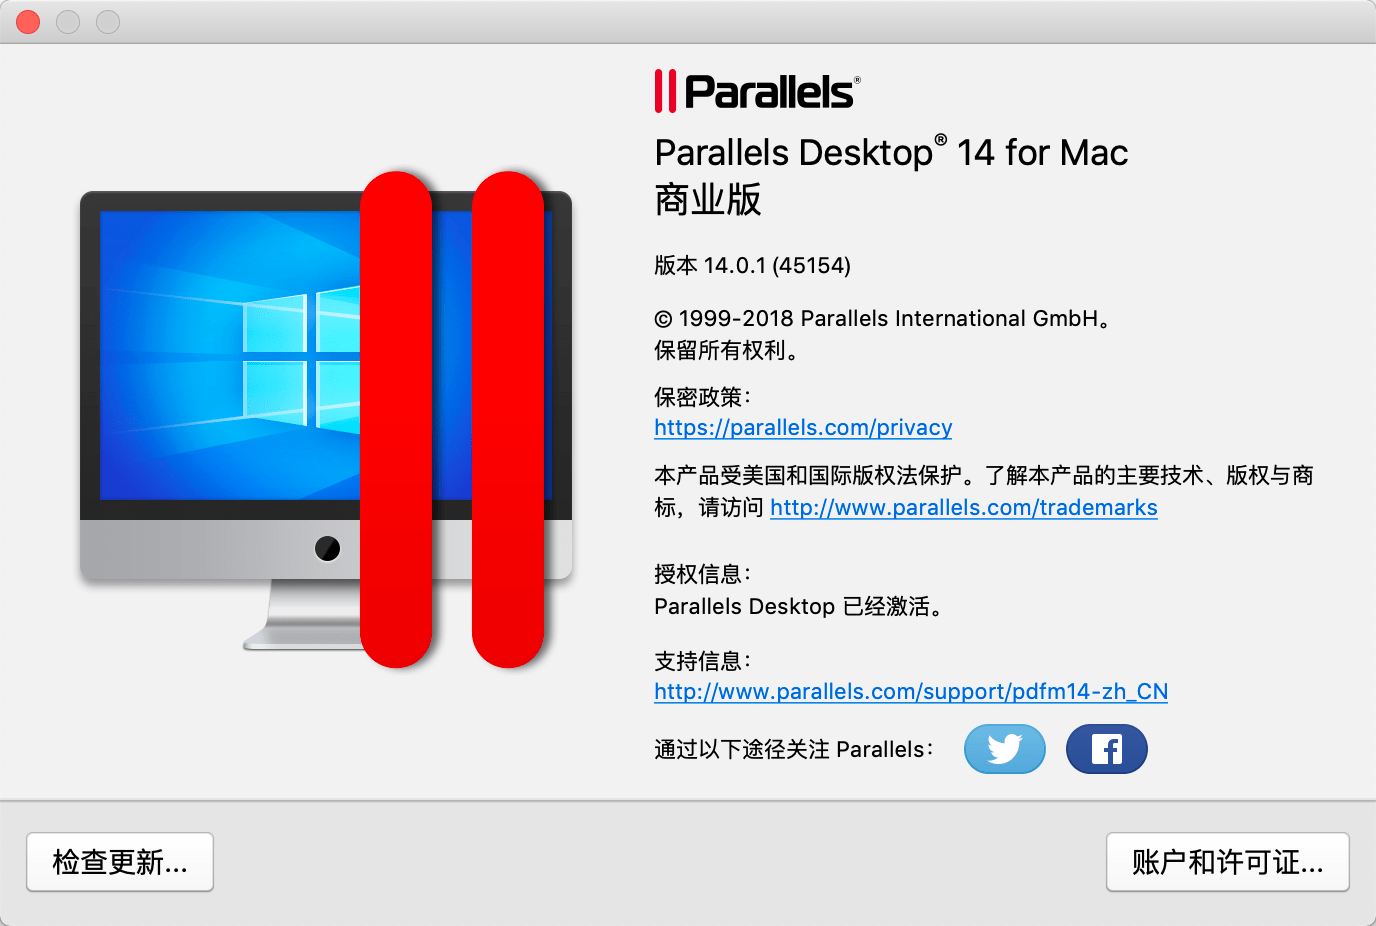 Parallels®
Parallels Desktop® 14 for Mac
商业版
版本 14.0.1 (45154)
© 1999-2018 Parallels International GmbH。
保留所有权利。
保密政策：
https://parallels.com/privacy
本产品受美国和国际版权法保护。了解本产品的主要技术、版权与商
标，请访问 http://www.parallels.com/trademarks
授权信息：
Parallels Desktop 已经激活。
支持信息：
http://www.parallels.com/support/pdfm14-zh_CN
通过以下途径关注 Parallels：
检查更新...
账户和许可证...